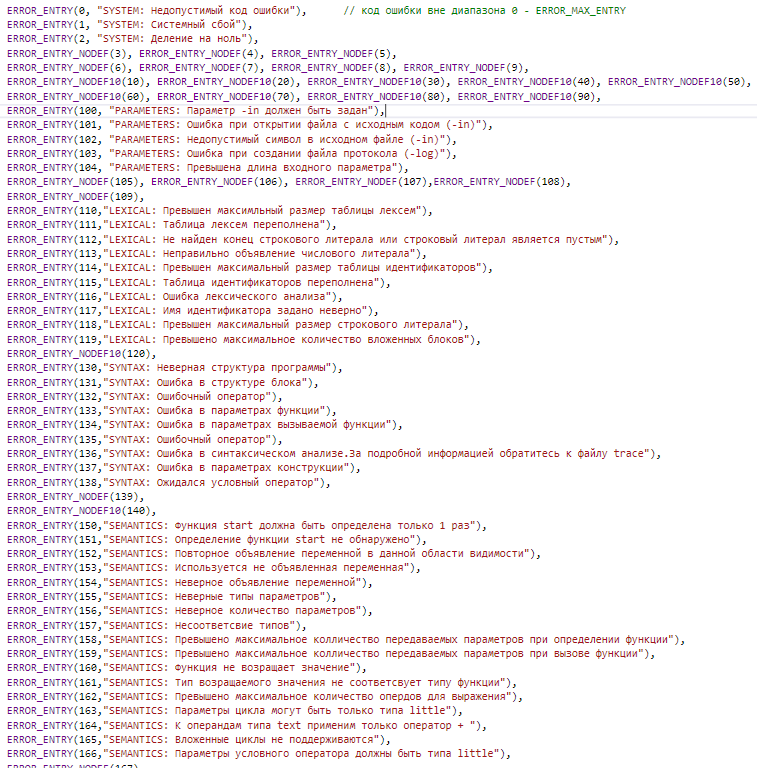 ERROR_ENTRY(0, "SYSTEM: Недопустимый код ошибки"),      // код ошибки вне диапазона 0 - ERROR_MAX_ENTRY
ERROR_ENTRY(1, "SYSTEM: Системный сбой"),
ERROR_ENTRY(2, "SYSTEM: Деление на ноль"),
ERROR_ENTRY_NODEF(3), ERROR_ENTRY_NODEF(4), ERROR_ENTRY_NODEF(5),
ERROR_ENTRY_NODEF(6), ERROR_ENTRY_NODEF(7), ERROR_ENTRY_NODEF(8), ERROR_ENTRY_NODEF(9),
ERROR_ENTRY_NODEF10(10), ERROR_ENTRY_NODEF10(20), ERROR_ENTRY_NODEF10(30), ERROR_ENTRY_NODEF10(40), ERROR_ENTRY_NODEF10(50),
ERROR_ENTRY_NODEF10(60), ERROR_ENTRY_NODEF10(70), ERROR_ENTRY_NODEF10(80), ERROR_ENTRY_NODEF10(90),
ERROR_ENTRY(100, "PARAMETERS: Параметр -in должен быть задан"),
ERROR_ENTRY(101, "PARAMETERS: Ошибка при открытии файла с исходным кодом (-in)"),
ERROR_ENTRY(102, "PARAMETERS: Недопустимый символ в исходном файле (-in)"),
ERROR_ENTRY(103, "PARAMETERS: Ошибка при создании файла протокола (-log)"),
ERROR_ENTRY(104, "PARAMETERS: Превышена длина входного параметра"),
ERROR_ENTRY_NODEF(105), ERROR_ENTRY_NODEF(106), ERROR_ENTRY_NODEF(107),ERROR_ENTRY_NODEF(108),
ERROR_ENTRY_NODEF(109),
ERROR_ENTRY(110,"LEXICAL: Превышен максимльный размер таблицы лексем"),
ERROR_ENTRY(111,"LEXICAL: Таблица лексем переполнена"),
ERROR_ENTRY(112,"LEXICAL: Не найден конец строкового литерала или строковый литерал является пустым"),
ERROR_ENTRY(113,"LEXICAL: Неправильно объявление числового литерала"),
ERROR_ENTRY(114,"LEXICAL: Превышен максимальный размер таблицы идентификаторов"),
ERROR_ENTRY(115,"LEXICAL: Таблица идентификаторов переполнена"),
ERROR_ENTRY(116,"LEXICAL: Ошибка лексического анализа"),
ERROR_ENTRY(117,"LEXICAL: Имя идентификатора задано неверно"),
ERROR_ENTRY(118,"LEXICAL: Превышен максимальный размер строкового литерала"),
ERROR_ENTRY(119,"LEXICAL: Превышено максимальное количество вложенных блоков"),
ERROR_ENTRY_NODEF10(120),
ERROR_ENTRY(130,"SYNTAX: Неверная структура программы"),
ERROR_ENTRY(131,"SYNTAX: Ошибка в структуре блока"),
ERROR_ENTRY(132,"SYNTAX: Ошибочный оператор"),
ERROR_ENTRY(133,"SYNTAX: Ошибка в параметрах функции"),
ERROR_ENTRY(134,"SYNTAX: Ошибка в параметрах вызываемой функции"),
ERROR_ENTRY(135,"SYNTAX: Ошибочный оператор"),
ERROR_ENTRY(136,"SYNTAX: Ошибка в синтаксическом анализе.За подробной информацией обратитесь к файлу trace"),
ERROR_ENTRY(137,"SYNTAX: Ошибка в параметрах конструкции"),
ERROR_ENTRY(138,"SYNTAX: Ожидался условный оператор"),
ERROR_ENTRY_NODEF(139),
ERROR_ENTRY_NODEF10(140),
ERROR_ENTRY(150,"SEMANTICS: Функция start должна быть определена только 1 раз"),
ERROR_ENTRY(151,"SEMANTICS: Определение функции start не обнаружено"),
ERROR_ENTRY(152,"SEMANTICS: Повторное объявление переменной в данной области видимости"),
ERROR_ENTRY(153,"SEMANTICS: Используется не объявленная переменная"),
ERROR_ENTRY(154,"SEMANTICS: Неверное объявление переменной"),
ERROR_ENTRY(155,"SEMANTICS: Неверные типы параметров"),
ERROR_ENTRY(156,"SEMANTICS: Неверное количество параметров"),
ERROR_ENTRY(157,"SEMANTICS: Несоответсвие типов"),
ERROR_ENTRY(158,"SEMANTICS: Превышено максимальное колличество передаваемых параметров при определении функции"),
ERROR_ENTRY(159,"SEMANTICS: Превышено максимальное колличество передаваемых параметров при вызове функции"),
ERROR_ENTRY(160,"SEMANTICS: Функция не возращает значение"),
ERROR_ENTRY(161,"SEMANTICS: Тип возращаемого значения не соответсвует типу функции"),
ERROR_ENTRY(162,"SEMANTICS: Превышено максимальное количество опердов для выражения"),
ERROR_ENTRY(163,"SEMANTICS: Параметры цикла могут быть только типа little"),
ERROR_ENTRY(164,"SEMANTICS: К операндам типа text применим только оператор + "),
ERROR_ENTRY(165,"SEMANTICS: Вложенные циклы не поддерживаются"),
ERROR_ENTRY(166,"SEMANTICS: Параметры условного оператора должны быть типа little"),
ERROR_ENTRY_NODEF(167)